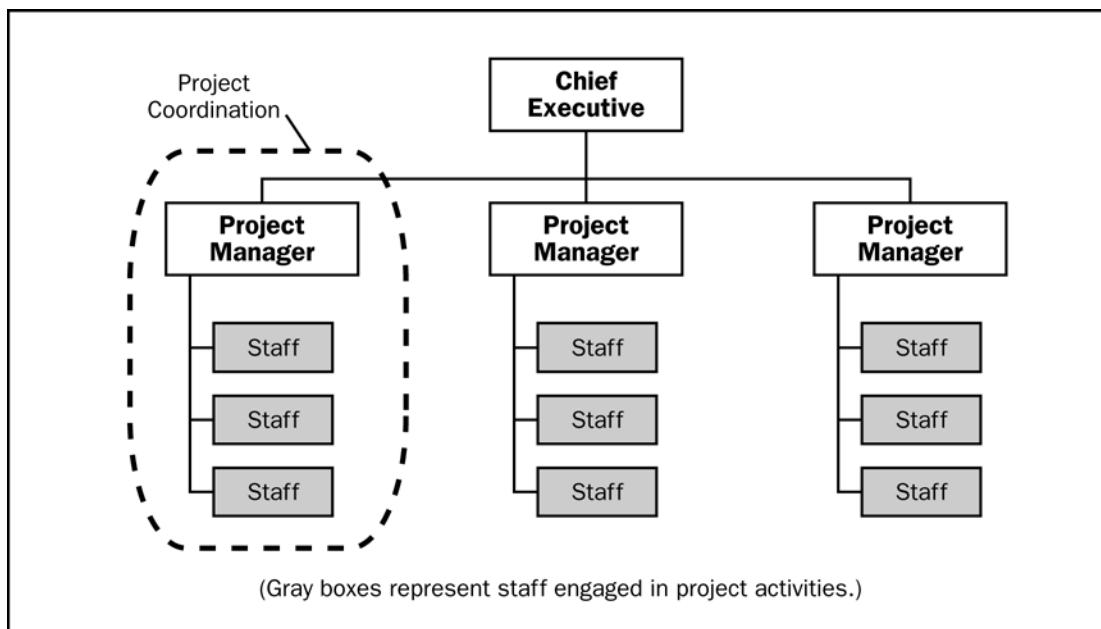 Project
Coordination
Chief
Executive
Project
Manager
Project
Manager
Project
Manager
Staff
Staff
Staff
Staff
Staff
Staff
Staff
Staff
Staff
(Gray boxes represent staff engaged in project activities.)